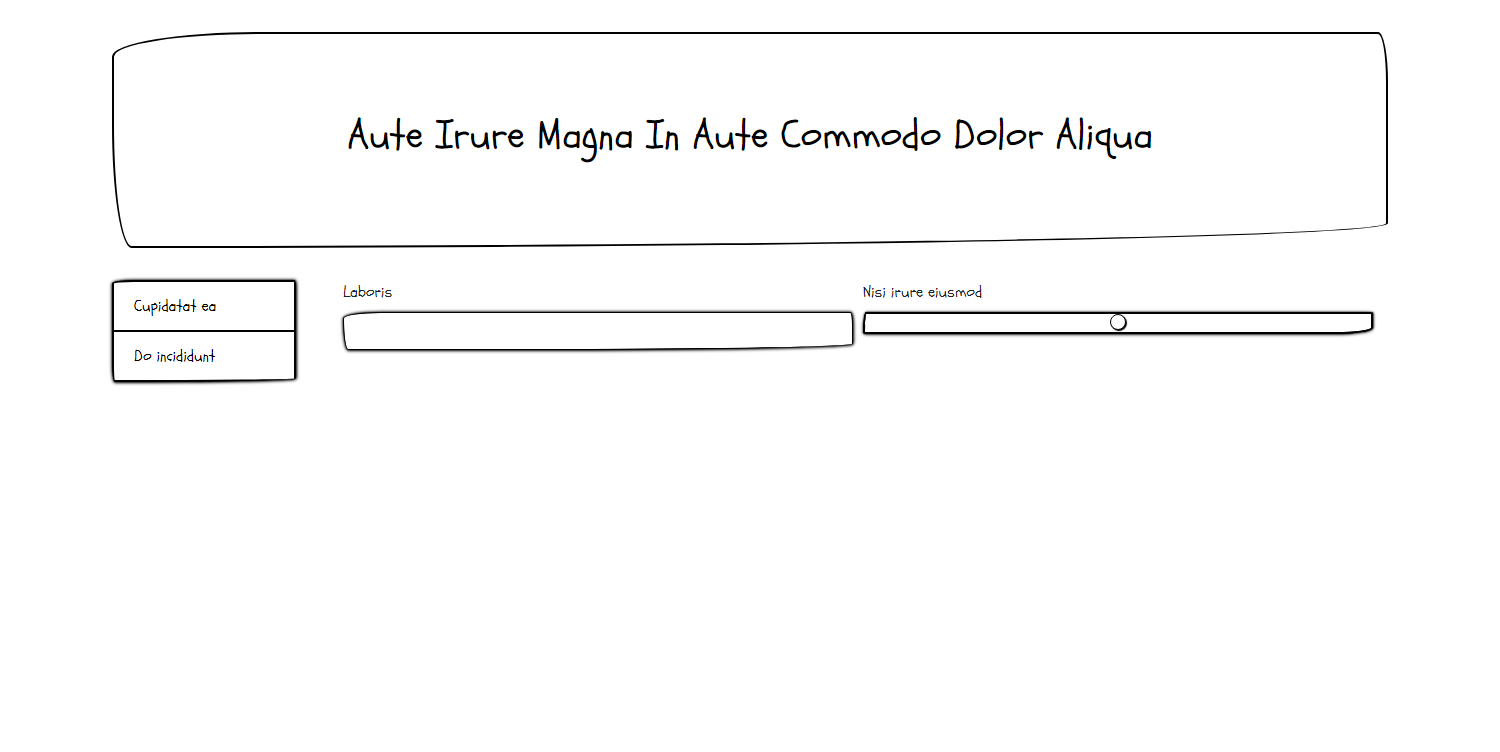 Aute Irure Magna In Aute Commodo Dolor Aliqua
Cupidatat ea
Do incididunt
Laboris
Nisi irure eiusmod